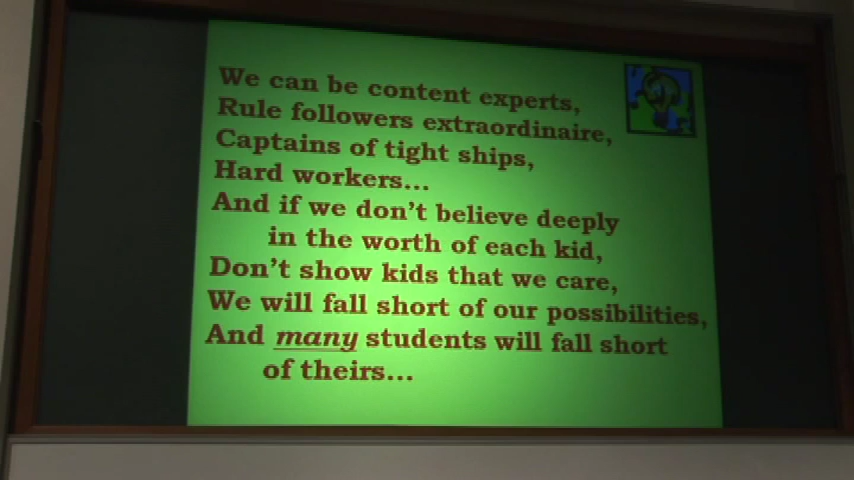 We can be content experts,
Rule followers extraordinaire,
Captains of tight ships,
Hard workers...
And if we don't believe deeply
in the worth of each kid,
Don't show kids that we care,
We will fall short of our possibilities,
And many students will fall short
of theirs...